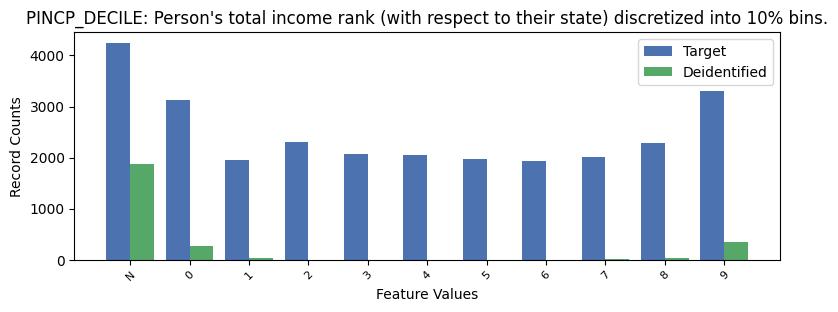 PINCP_DECILE: Person's total income rank (with respect to their state) discretized into 10% bins.
Target
Deidentified
4000
3000
2000
1000
0
Record Counts
N 0 1 2 3 4 5 6 7 8 9
Feature Values